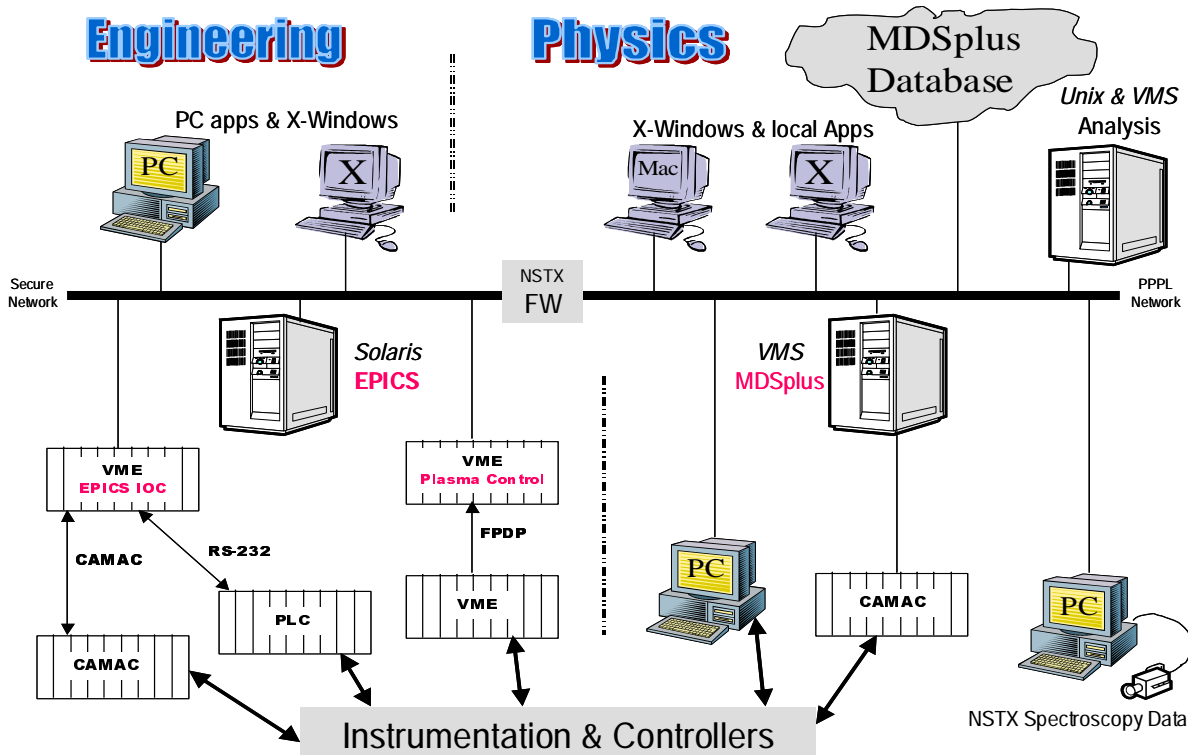 Engineering
Physics
MDSplus
Database
PC apps & X-Windows
X-Windows & local Apps
Unix & VMS
Analysis
PC
X
Mac
X
Secure
Network
NSTX
FW
PPPL
Network
Solaris
EPICS
VMS
MDSplus
VME
EPICS IOC
VME
Plasma Control
CAMAC
RS-232
FPDP
PC
PC
PLC
VME
CAMAC
CAMAC
Instrumentation & Controllers
NSTX Spectroscopy Data